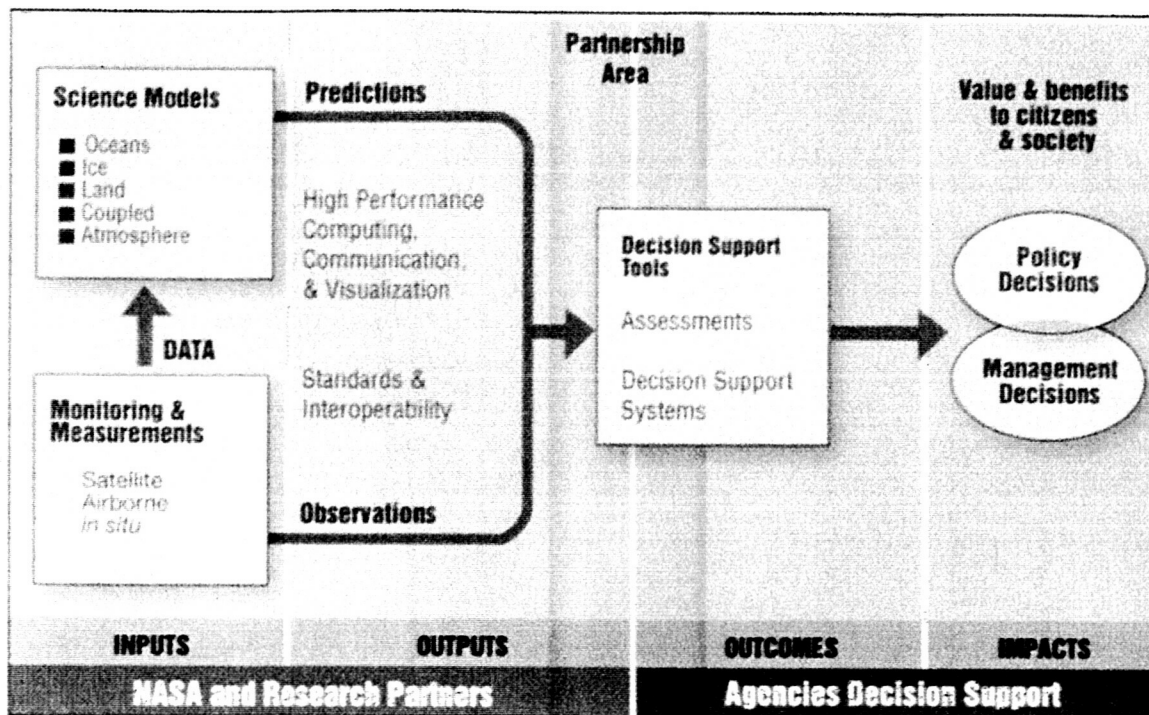 Partnership
Area
Science Models
Oceans
Ice
Land
Coupled
Atmosphere
Predictions
High Performance
Computing,
Communication,
& Visualization
Value & benefits
to citizens
& society
Decision Support
Tools
Assessments
Decision Support
Systems
Policy
Decisions
Management
Decisions
DATA
Monitoring &
Measurements
Satellite
Airborne
in situ
Standards &
Interoperability
Observations
INPUTS
OUTPUTS
OUTCOMES
IMPACTS
NASA and Research Partners
Agencies Decision Support